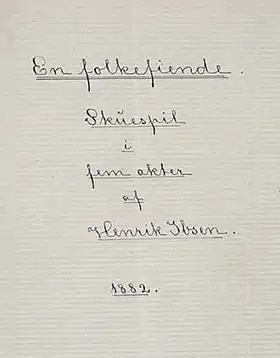 En folkefiende.
Skuespil
i
fem akter
af
Henrik Ibsen.
1882.